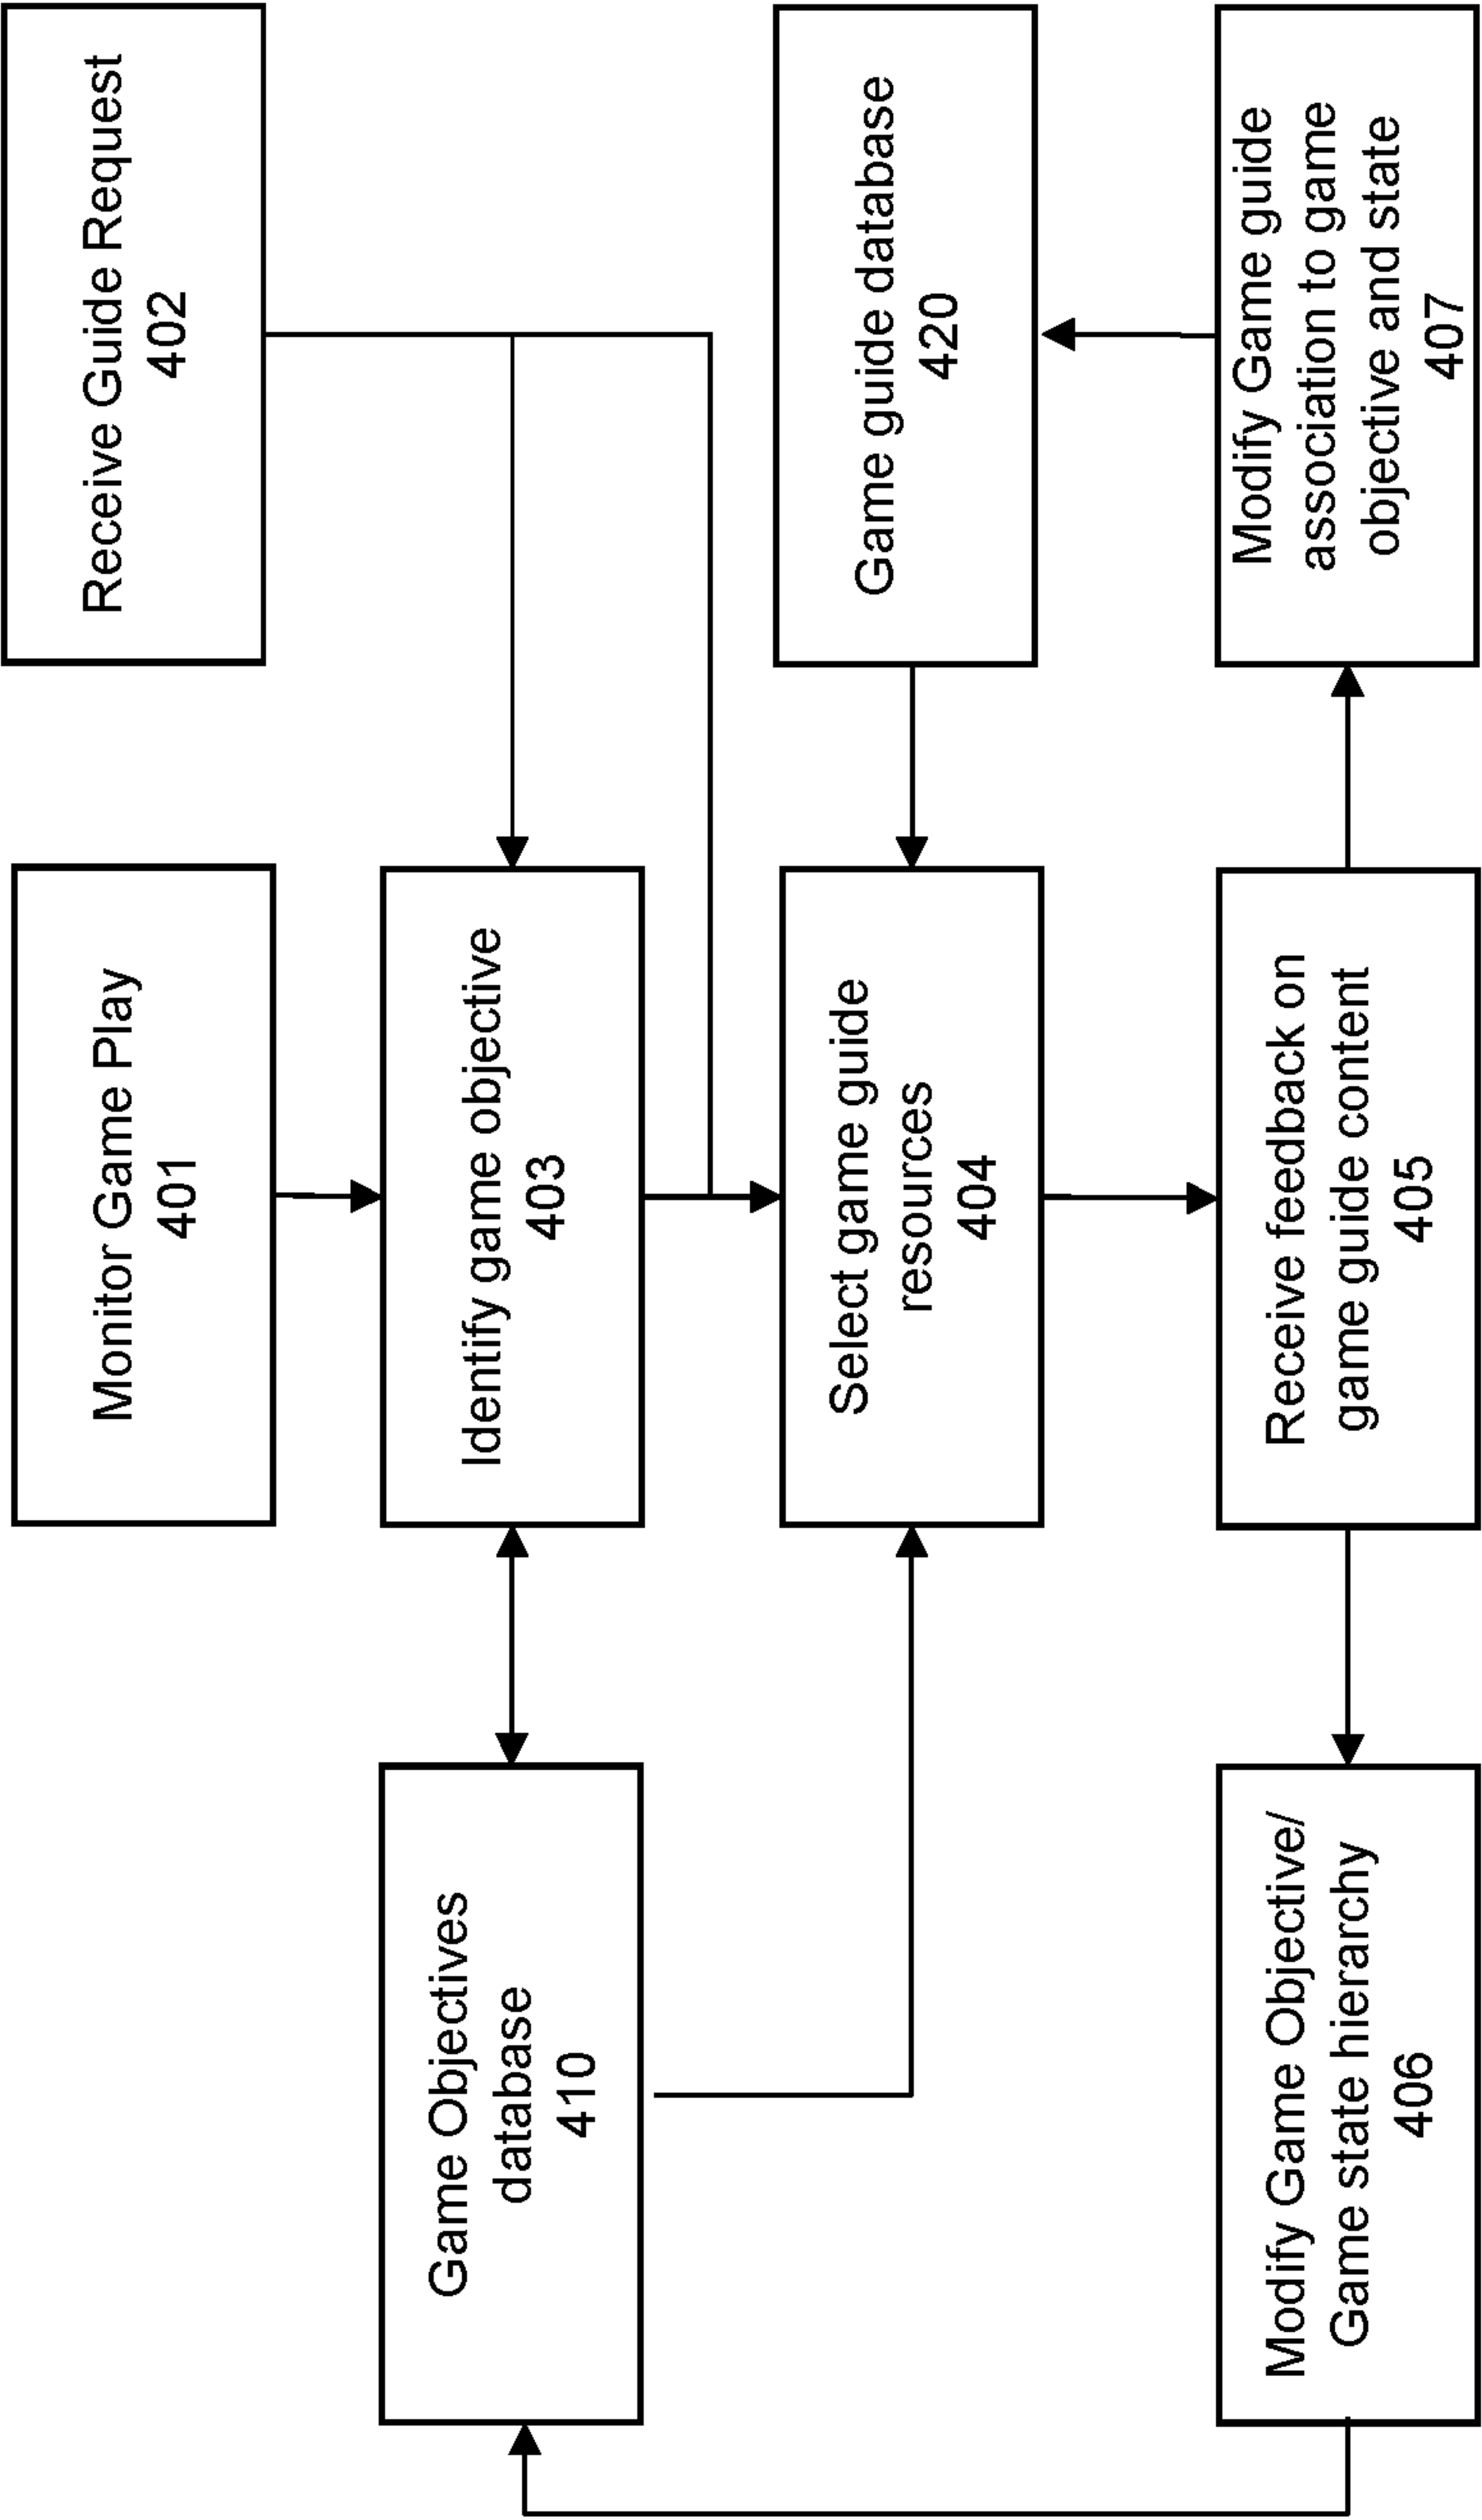 Monitor Game Play
401
Receive Guide Request
402
Game Objectives
database
410
Identify game objective
403
Select game guide
resources
404
Game guide database
420
Modify Game Objective/
Game state hierarchy
406
Receive feedback on
game guide content
405
Modify Game guide
association to game
objective and state
407